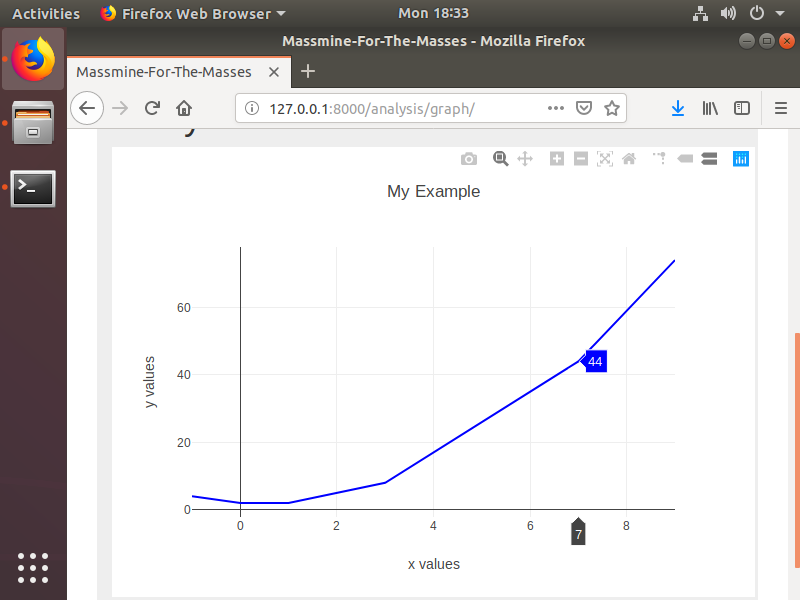 Activities Firefox Web Browser Mon 18:33
Massmine-For-The-Masses - Mozilla Firefox
Massmine-For-The-Masses
127.0.0.1:8000/analysis/graph/
My Example
60
40
20
0
y values
44
0 2 4 6 8
7
x values